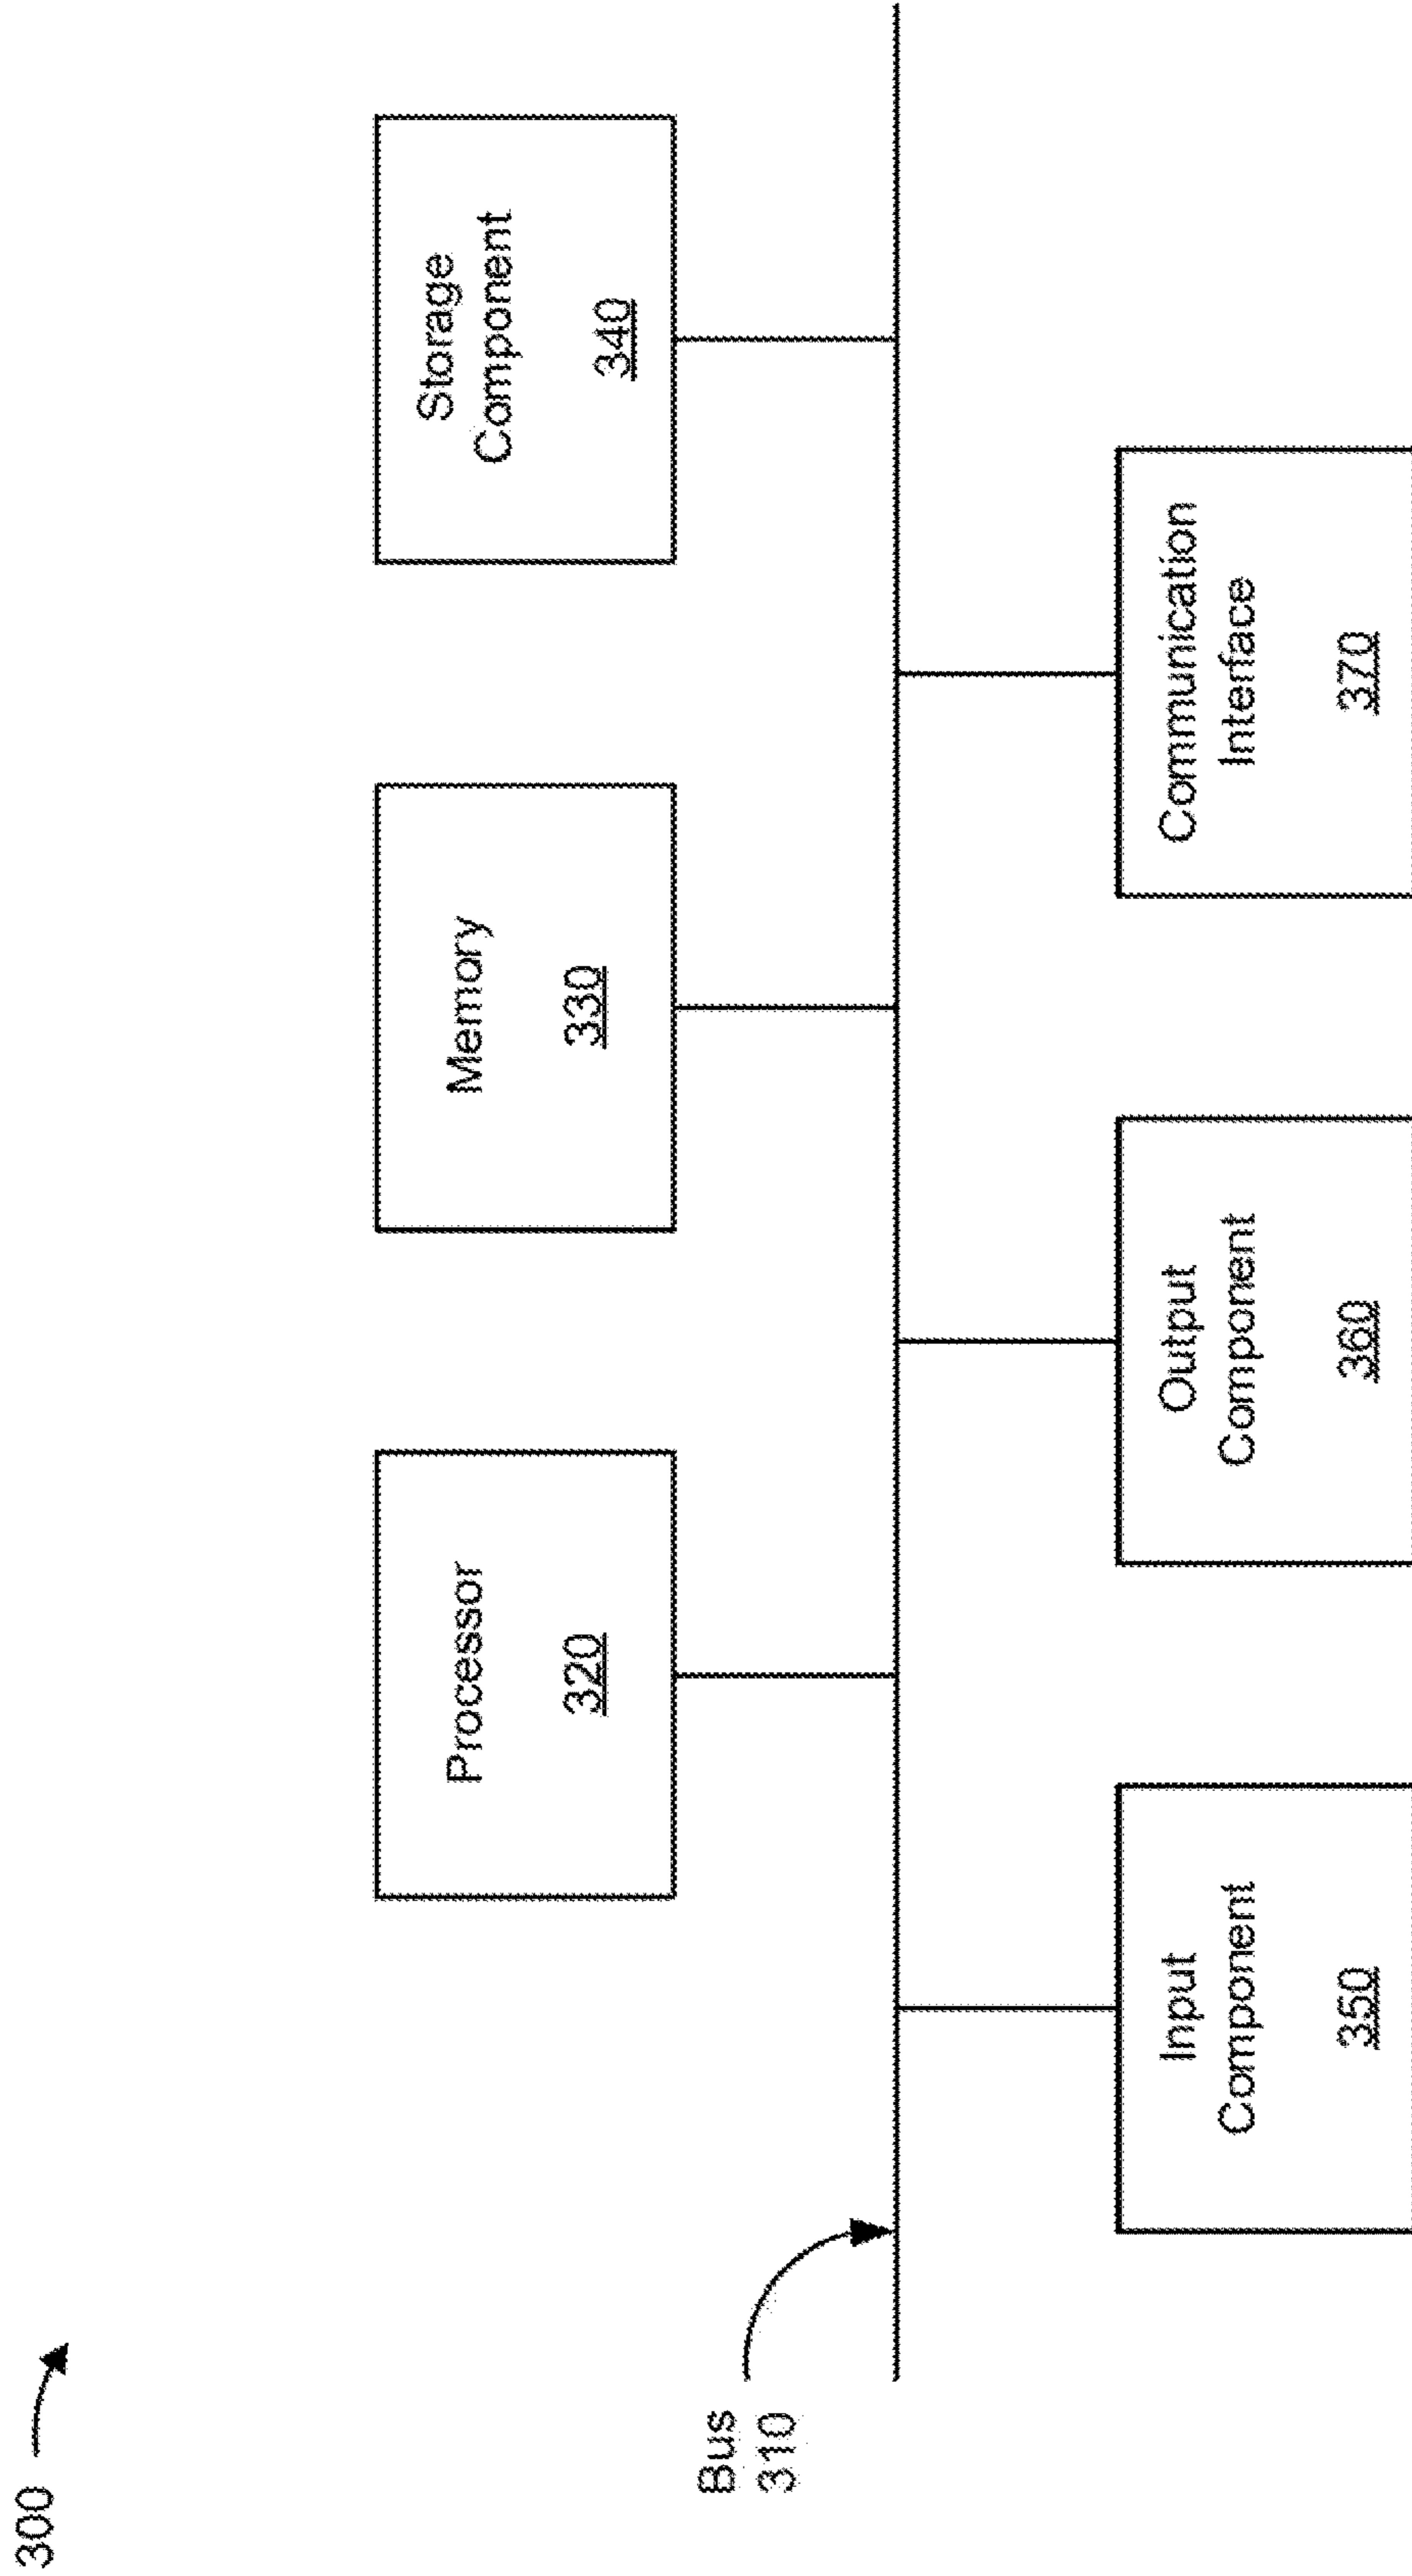 300
Bus
310
Processor
320
Memory
330
Storage
Component
340
Input
Component
350
Output
Component
360
Communication
Interface
370